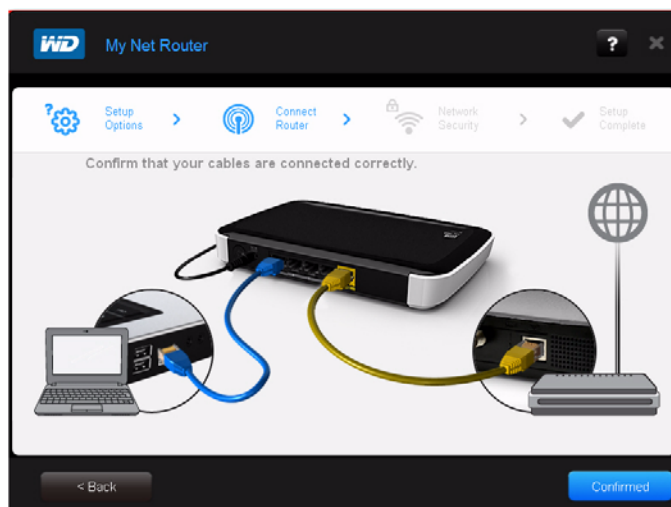 WD My Net Router ?
? Setup Options
Connect Router
Network Security
Setup Complete
Confirm that your cables are connected correctly.
< Back
Confirmed